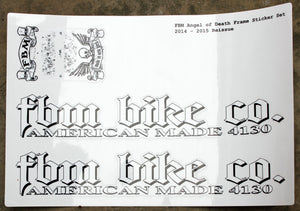 FBM Angel of Death Frame Sticker Set
2014 - 2015 Reissue
FBM
fbm bike co.
AMERICAN MADE 4130
fbm bike co.
AMERICAN MADE 4130